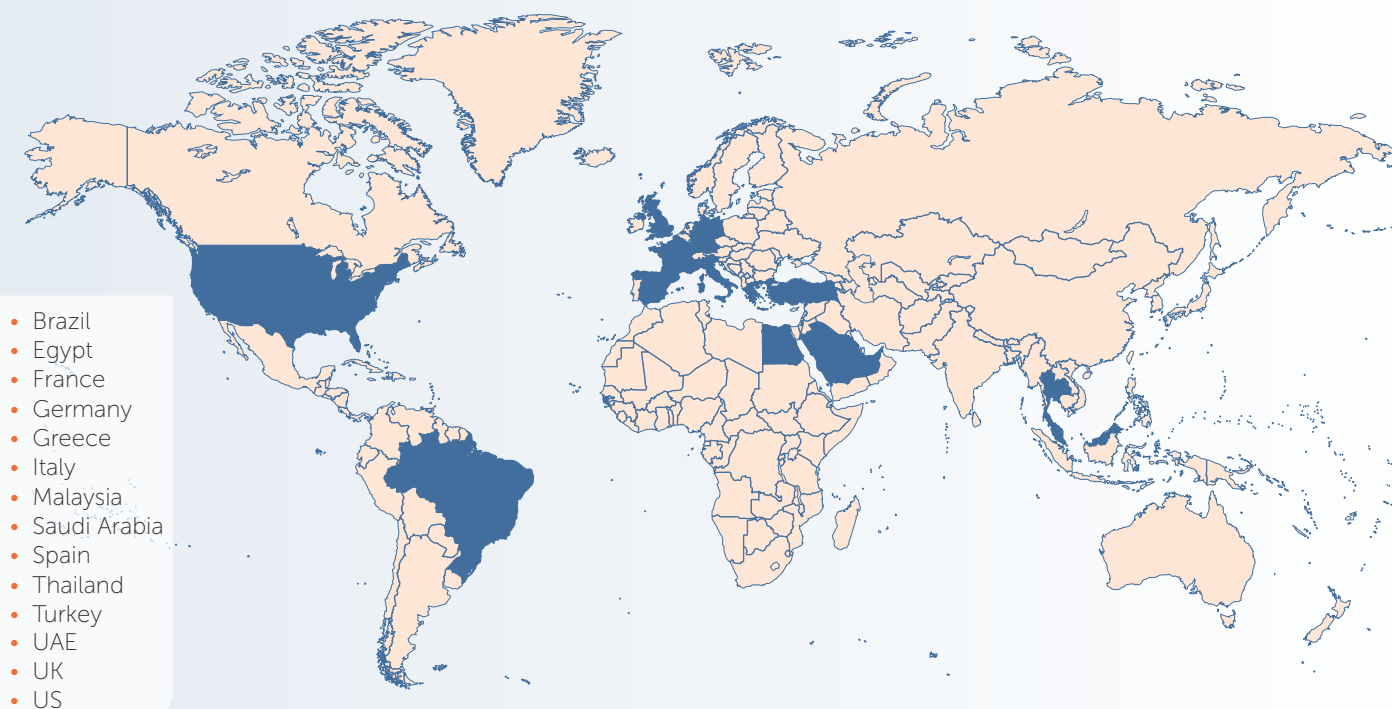 Brazil
Egypt
France
Germany
Greece
Italy
Malaysia
Saudi Arabia
Spain
Thailand
Turkey
UAE
UK
US